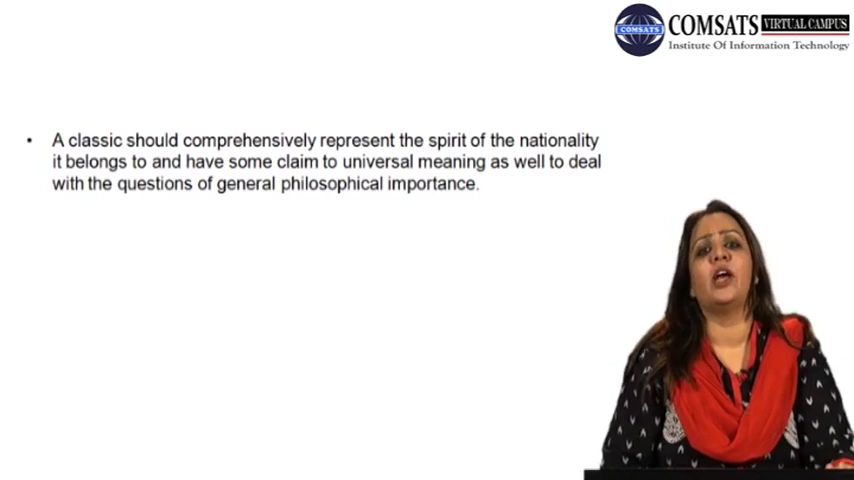 COMSATS VIRTUAL CAMPUS
Institute Of Information Technology
COMSATS
• A classic should comprehensively represent the spirit of the nationality
it belongs to and have some claim to universal meaning as well to deal
with the questions of general philosophical importance.